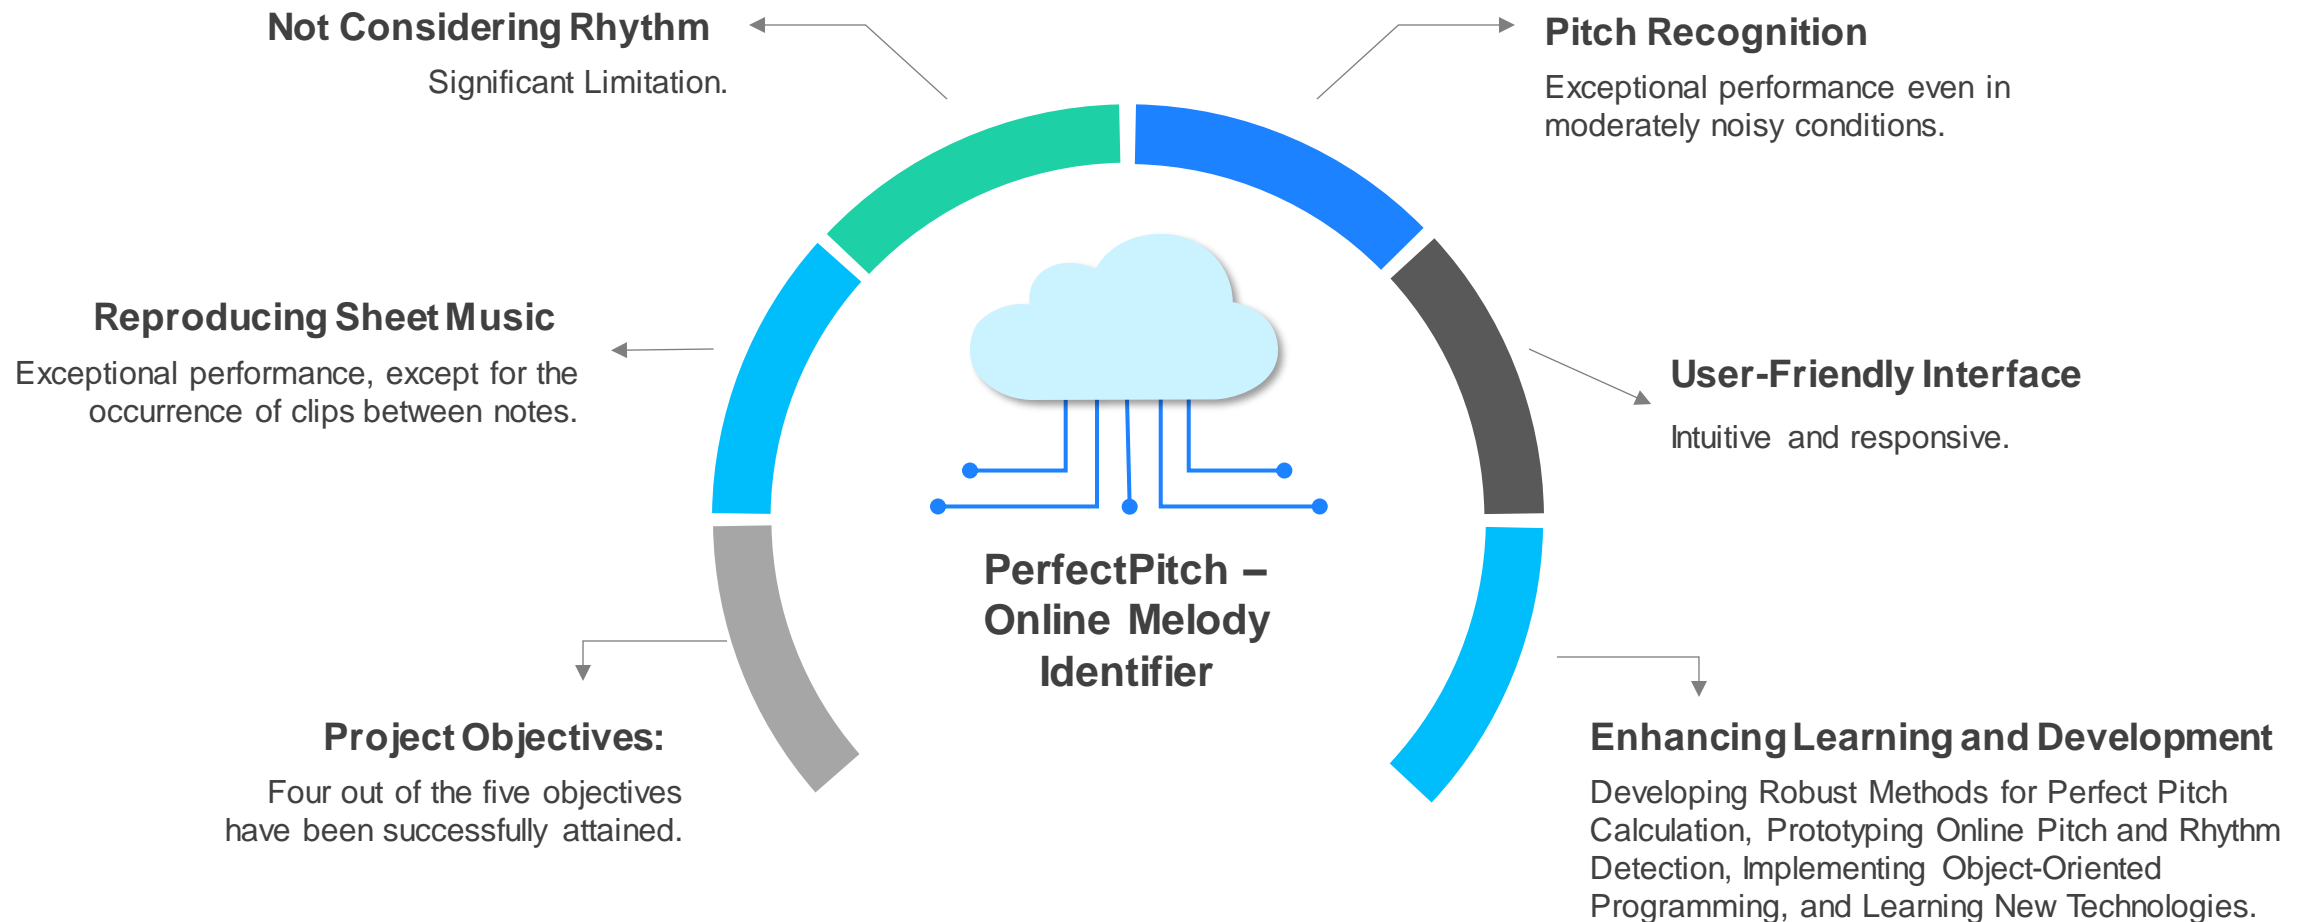 Not Considering Rhythm
Significant Limitation.
Pitch Recognition
Exceptional performance even in
moderately noisy conditions.
Reproducing Sheet Music
Exceptional performance, except for the
occurrence of clips between notes.
User-Friendly Interface
Intuitive and responsive.
PerfectPitch –
Online Melody
Identifier
Project Objectives:
Four out of the five objectives
have been successfully attained.
Enhancing Learning and Development
Developing Robust Methods for Perfect Pitch
Calculation, Prototyping Online Pitch and Rhythm
Detection, Implementing Object-Oriented
Programming, and Learning New Technologies.